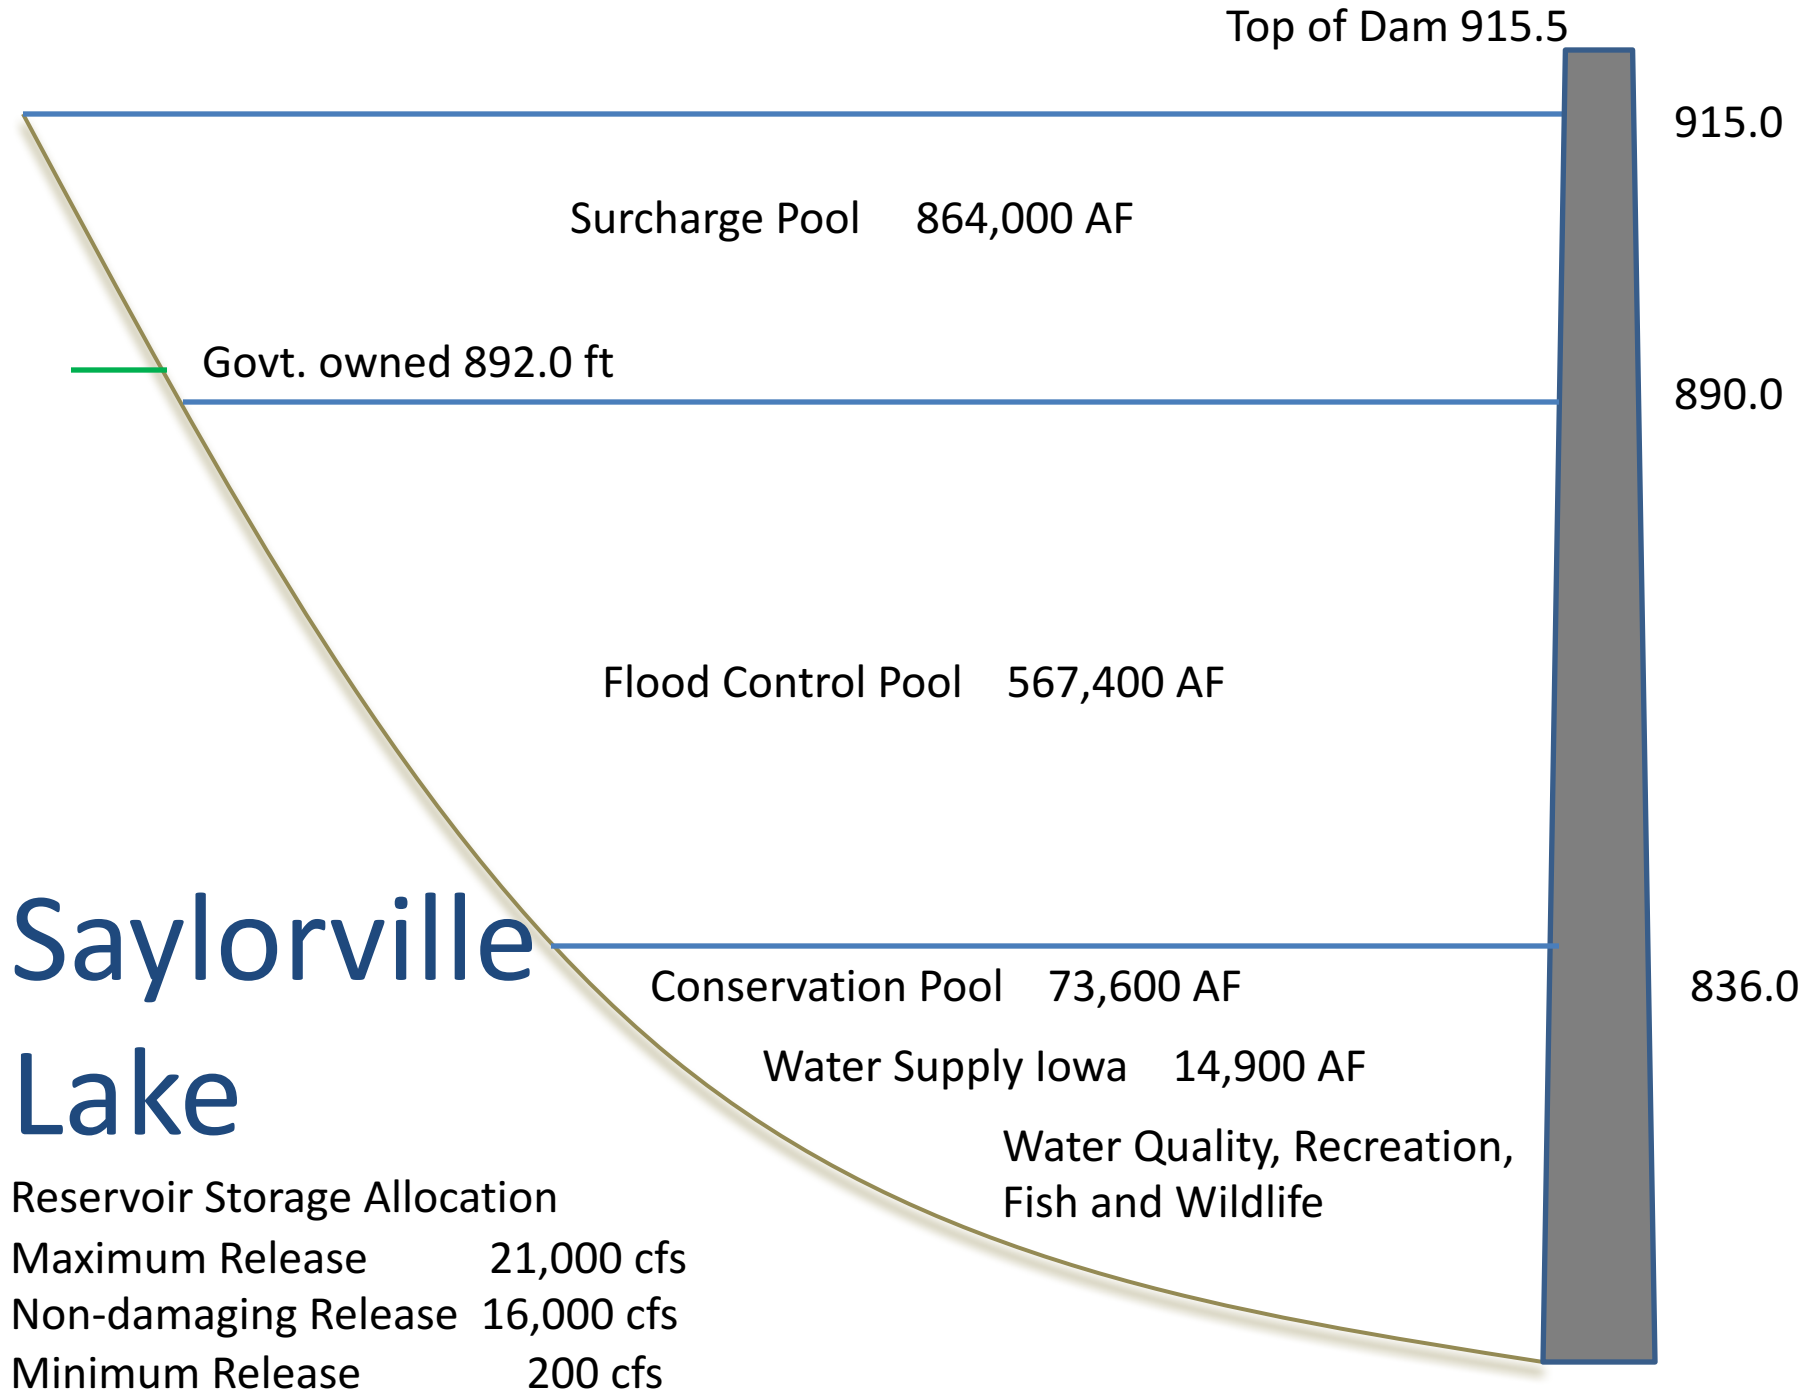 Top of Dam 915.5
915.0
Surcharge Pool 864,000 AF
Govt. owned 892.0 ft
890.0
Flood Control Pool 567,400 AF
Saylorville
Lake
Conservation Pool 73,600 AF
836.0
Water Supply Iowa 14,900 AF
Water Quality, Recreation,
Fish and Wildlife
Reservoir Storage Allocation
Maximum Release 21,000 cfs
Non-damaging Release 16,000 cfs
Minimum Release 200 cfs